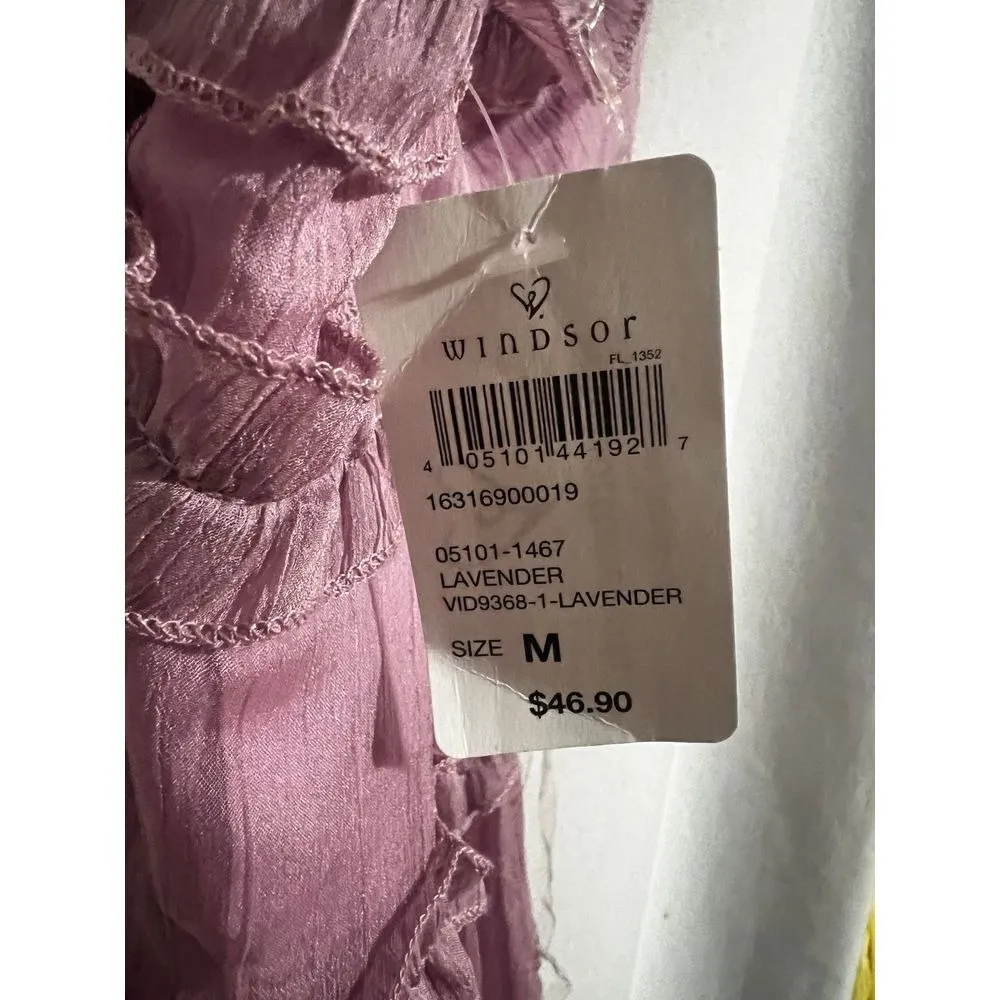 WINDSOR
FL_1352
4 05101 44192 7
16316900019
05101-1467
LAVENDER
VID9368-1-LAVENDER
SIZE M
$46.90